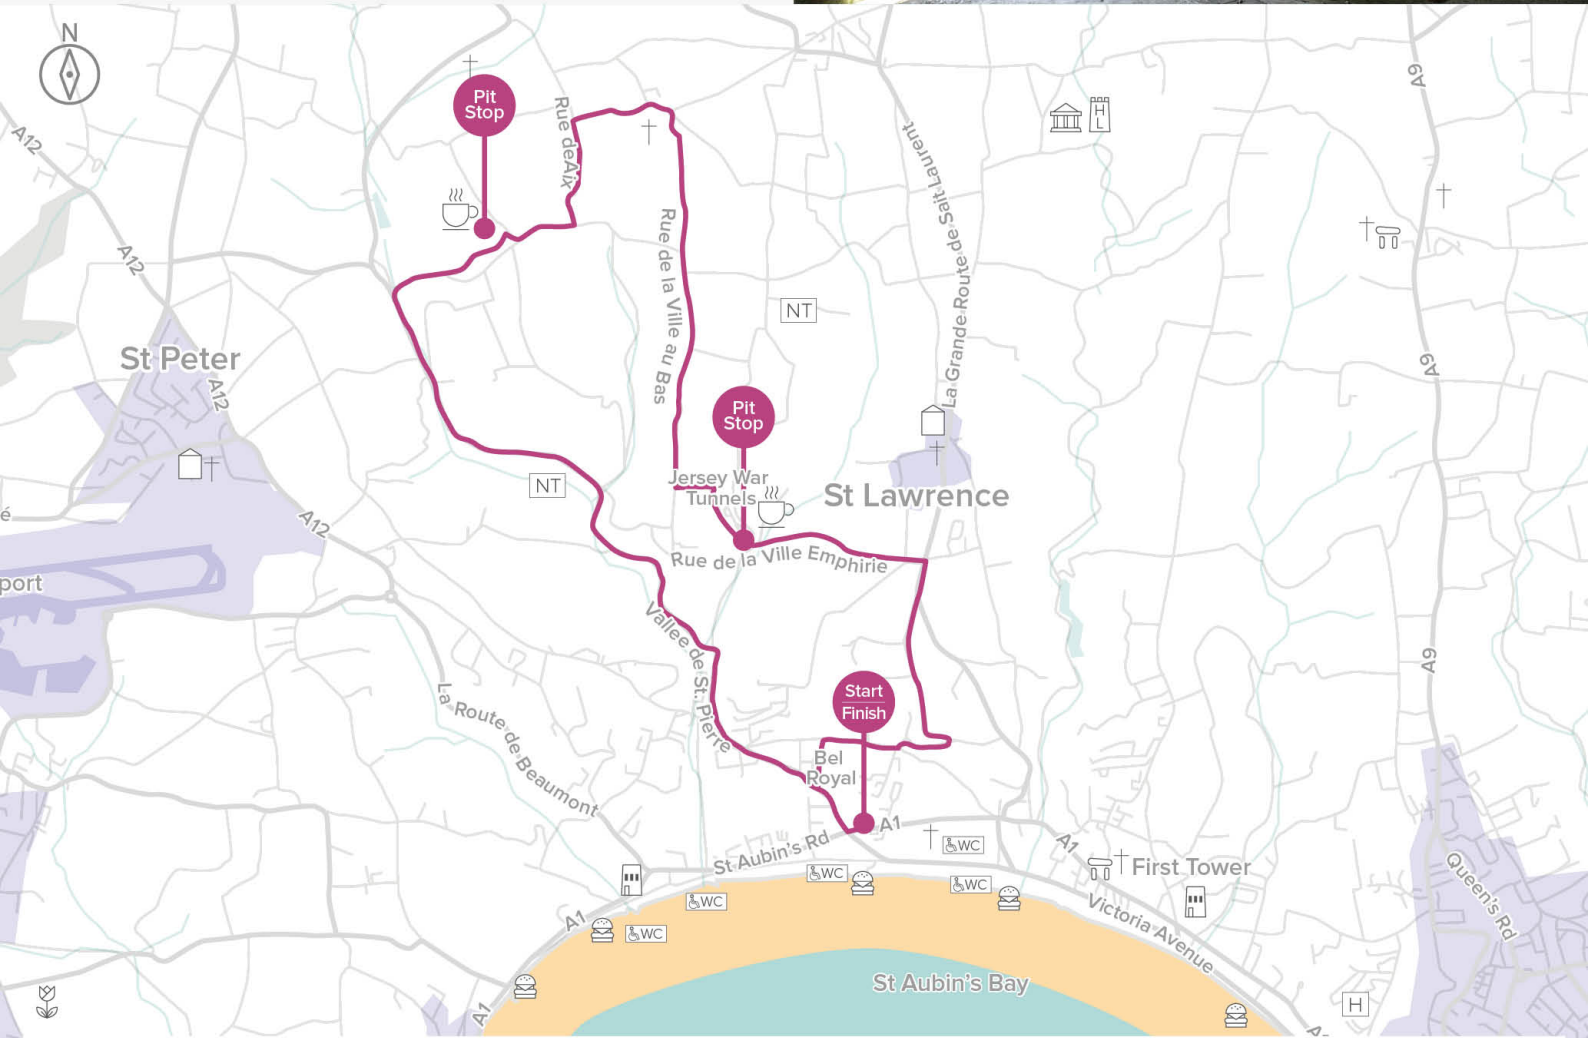 N
A12
A12
A12
A12
A9
A9
A9
Pit
Stop
Rue deAix
Rue de la Ville au Bas
La Grande Route de Sait Laurent
H
L
NT
St Peter
Pit
Stop
Jersey War
Tunnels
St Lawrence
NT
é
port
Rue de la Ville Emphirie
Vallee de St. Pierre
La Route de Beaumont
Start
Finish
Bel
Royal
A1
St Aubin's Rd
WC
A1
First Tower
WC
WC
WC
WC
A1
A1
Victoria Avenue
Queen's Rd
St Aubin's Bay
H